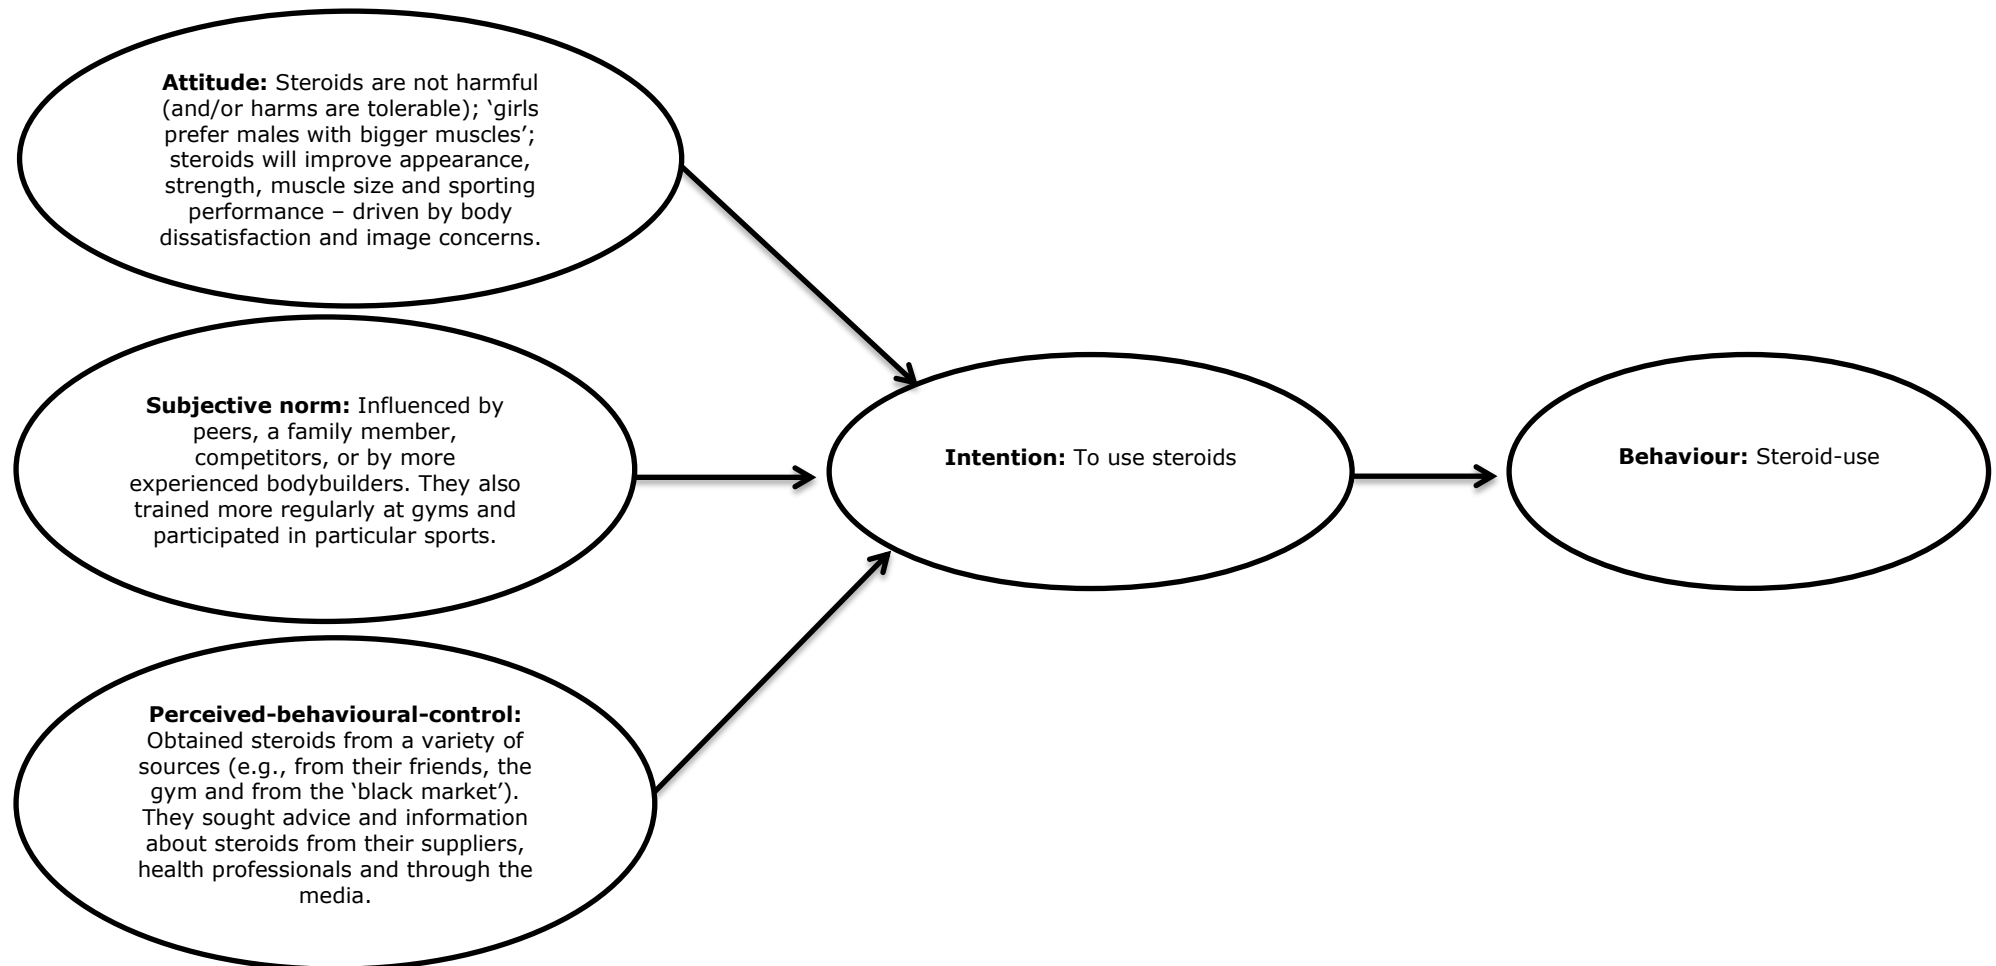 Attitude: Steroids are not harmful
(and/or harms are tolerable); ‘girls
prefer males with bigger muscles’;
steroids will improve appearance,
strength, muscle size and sporting
performance – driven by body
dissatisfaction and image concerns.
Subjective norm: Influenced by
peers, a family member,
competitors, or by more
experienced bodybuilders. They also
trained more regularly at gyms and
participated in particular sports.
Perceived-behavioural-control:
Obtained steroids from a variety of
sources (e.g., from their friends, the
gym and from the ‘black market’).
They sought advice and information
about steroids from their suppliers,
health professionals and through the
media.
Intention: To use steroids
Behaviour: Steroid-use